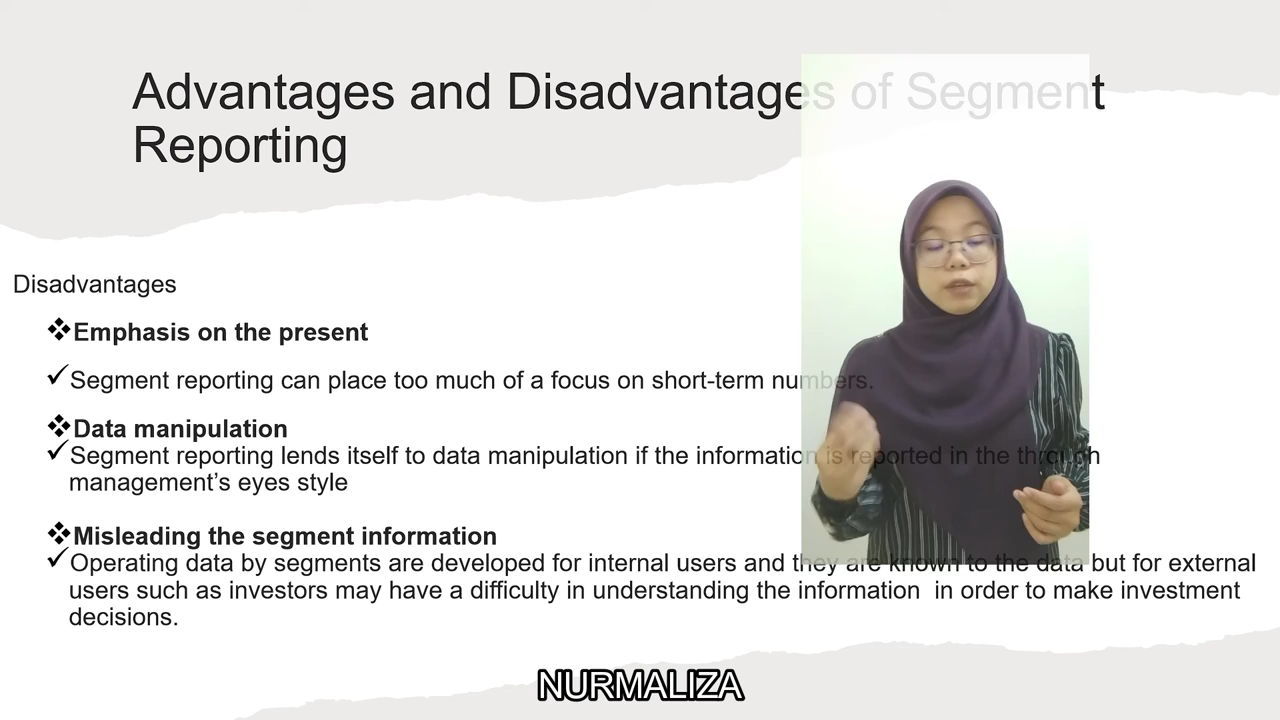 Advantages and Disadvantages of Segment
Reporting
Disadvantages
❖Emphasis on the present
✓Segment reporting can place too much of a focus on short-term numbers.
❖Data manipulation
✓Segment reporting lends itself to data manipulation if the information is reported in the through
management’s eyes style
❖Misleading the segment information
✓Operating data by segments are developed for internal users and they are known to the data but for external
users such as investors may have a difficulty in understanding the information in order to make investment
decisions.
NURMALIZA